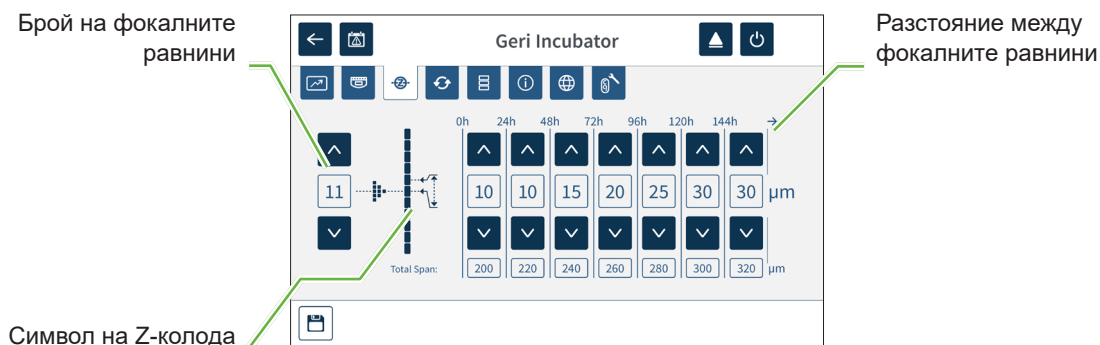 Брой на фокалните
равнини
Geri Incubator
Разстояние между
фокалните равнини
0h 24h 48h 72h 96h 120h 144h →
11 10 10 15 20 25 30 30 µm
Total Span: 200 220 240 260 280 300 320 µm
Символ на Z-колода